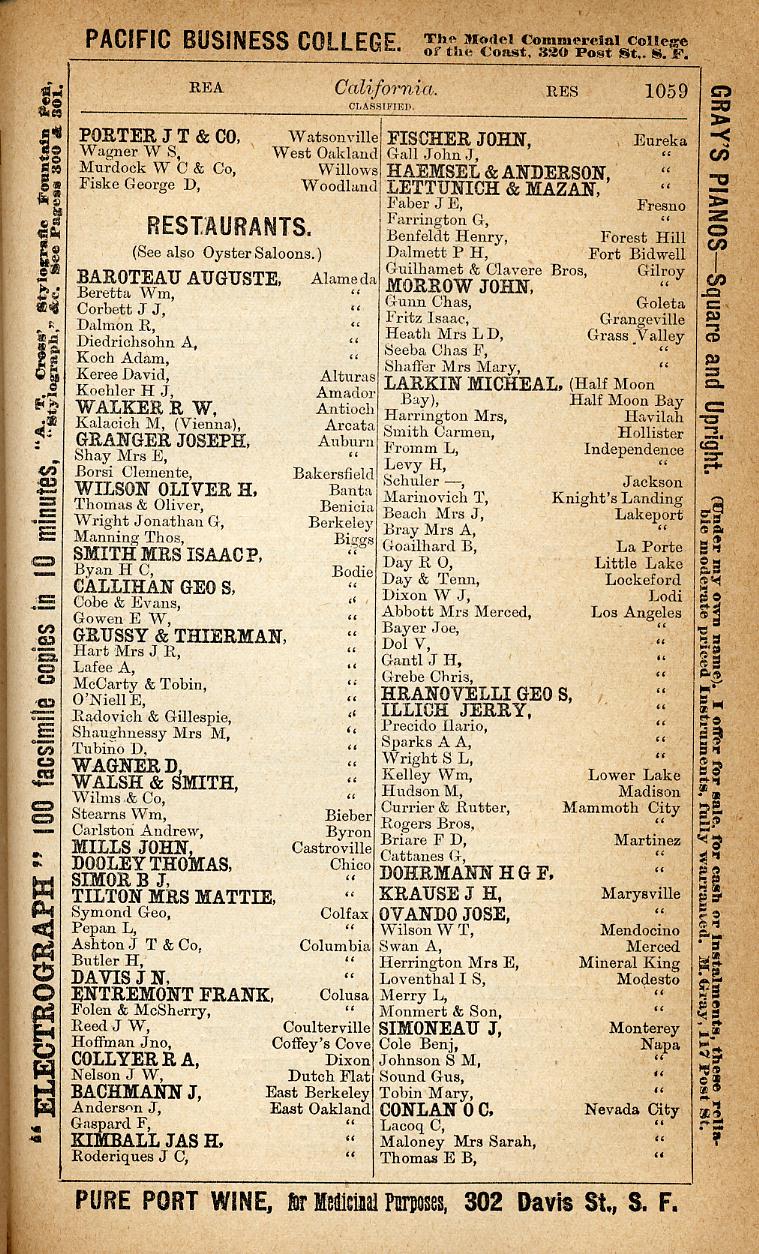 PACIFIC BUSINESS COLLEGE. The Model Commercial College
of the Coast, 320 Post St., S. F.
REA California. RES 1059
CLASSIFIED.
PORTER J T & CO, Watsonville
Wagner W S, West Oakland
Murdock W C & Co, Willows
Fiske George D, Woodland
RESTAURANTS.
(See also Oyster Saloons.)
BAROTEAU AUGUSTE, Alameda
Beretta Wm, “
Corbett J J, “
Dalmon R, “
Diedrichsohn A, “
Koch Adam, “
Keree David, Alturas
Koehler H J, Amador
WALKER R W, Antioch
Kalacich M, (Vienna), Arcata
GRANGER JOSEPH, Auburn
Shay Mrs E, “
Borsi Clemente, Bakersfield
WILSON OLIVER H, Banta
Thomas & Oliver, Benicia
Wright Jonathan G, Berkeley
Manning Thos, Biggs
SMITH MRS ISAAC P, “
Byan H C, Bodie
CALLIHAN GEO S, “
Cobe & Evans, “
Gowen E W, “
GRUSSY & THIERMAN, “
Hart Mrs J R, “
Lafee A, “
McCarty & Tobin, “
O'Niell E, “
Radovich & Gillespie, “
Shaughnessy Mrs M, “
Tubino D, “
WAGNER D, “
WALSH & SMITH, “
Wilms & Co, “
Stearns Wm, Bieber
Carlston Andrew, Byron
MILLS JOHN, Castroville
DOOLEY THOMAS, Chico
SIMOR B J, “
TILTON MRS MATTIE, “
Symond Geo, Colfax
Pepan L, “
Ashton J T & Co, Columbia
Butler H, “
DAVIS J N, “
ENTREMONT FRANK, Colusa
Folen & McSherry, “
Reed J W, Coulterville
Hoffman Jno, Coffey's Cove
COLLYER R A, Dixon
Nelson J W, Dutch Flat
BACHMANN J, East Berkeley
Anderson J, East Oakland
Gaspard F, “
KIMBALL JAS H, “
Roderiques J C, “
FISCHER JOHN, Eureka
Gall John J, “
HAEMSEL & ANDERSON, “
LETTUNICH & MAZAN, “
Faber J E, Fresno
Farrington G, “
Benfeldt Henry, Forest Hill
Dalmett P H, Fort Bidwell
Guilhamet & Clavere Bros, Gilroy
MORROW JOHN, “
Gunn Chas, Goleta
Fritz Isaac, Grangeville
Heath Mrs L D, Grass Valley
Seeba Chas F, “
Shaffer Mrs Mary, “
LARKIN MICHEAL, (Half Moon
Bay), Half Moon Bay
Harrington Mrs, Havilah
Smith Carmen, Hollister
Fromm L, Independence
Levy H, “
Schuler —, Jackson
Marinovich T, Knight's Landing
Beach Mrs J, Lakeport
Bray Mrs A, “
Goailhard B, La Porte
Day R O, Little Lake
Day & Tenn, Lockeford
Dixon W J, Lodi
Abbott Mrs Merced, Los Angeles
Bayer Joe, “
Dol V, “
Gantl J H, “
Grebe Chris, “
HRANOVELLI GEO S, “
ILLICH JERRY, “
Precido Ilario, “
Sparks A A, “
Wright S L, “
Kelley Wm, Lower Lake
Hudson M, Madison
Currier & Rutter, Mammoth City
Rogers Bros, “
Briare F D, Martinez
Cattanes G, “
DOHRMANN H G F, “
KRAUSE J H, Marysville
OVANDO JOSE, “
Wilson W T, Mendocino
Swan A, Merced
Herrington Mrs E, Mineral King
Loventhal I S, Modesto
Merry L, “
Monmert & Son, “
SIMONEAU J, Monterey
Cole Benj, Napa
Johnson S M, “
Sound Gus, “
Tobin Mary, “
CONLAN O C, Nevada City
Lacoq C, “
Maloney Mrs Sarah, “
Thomas E B, “
“ELECTROGRAPH” 100 facsimile copies in 10 minutes, “A. T. Cross' Stylografic Fountain Pen,
“Stylograph,” &c. See Pages 300 & 301.
GRAY'S PIANOS—Square and Upright. (Under my own name). I offer for sale, for cash or instalments, these relia-
ble moderate priced Instruments, fully warranted. M. Gray, 117 Post St.
PURE PORT WINE, for Medicinal Purposes, 302 Davis St., S. F.